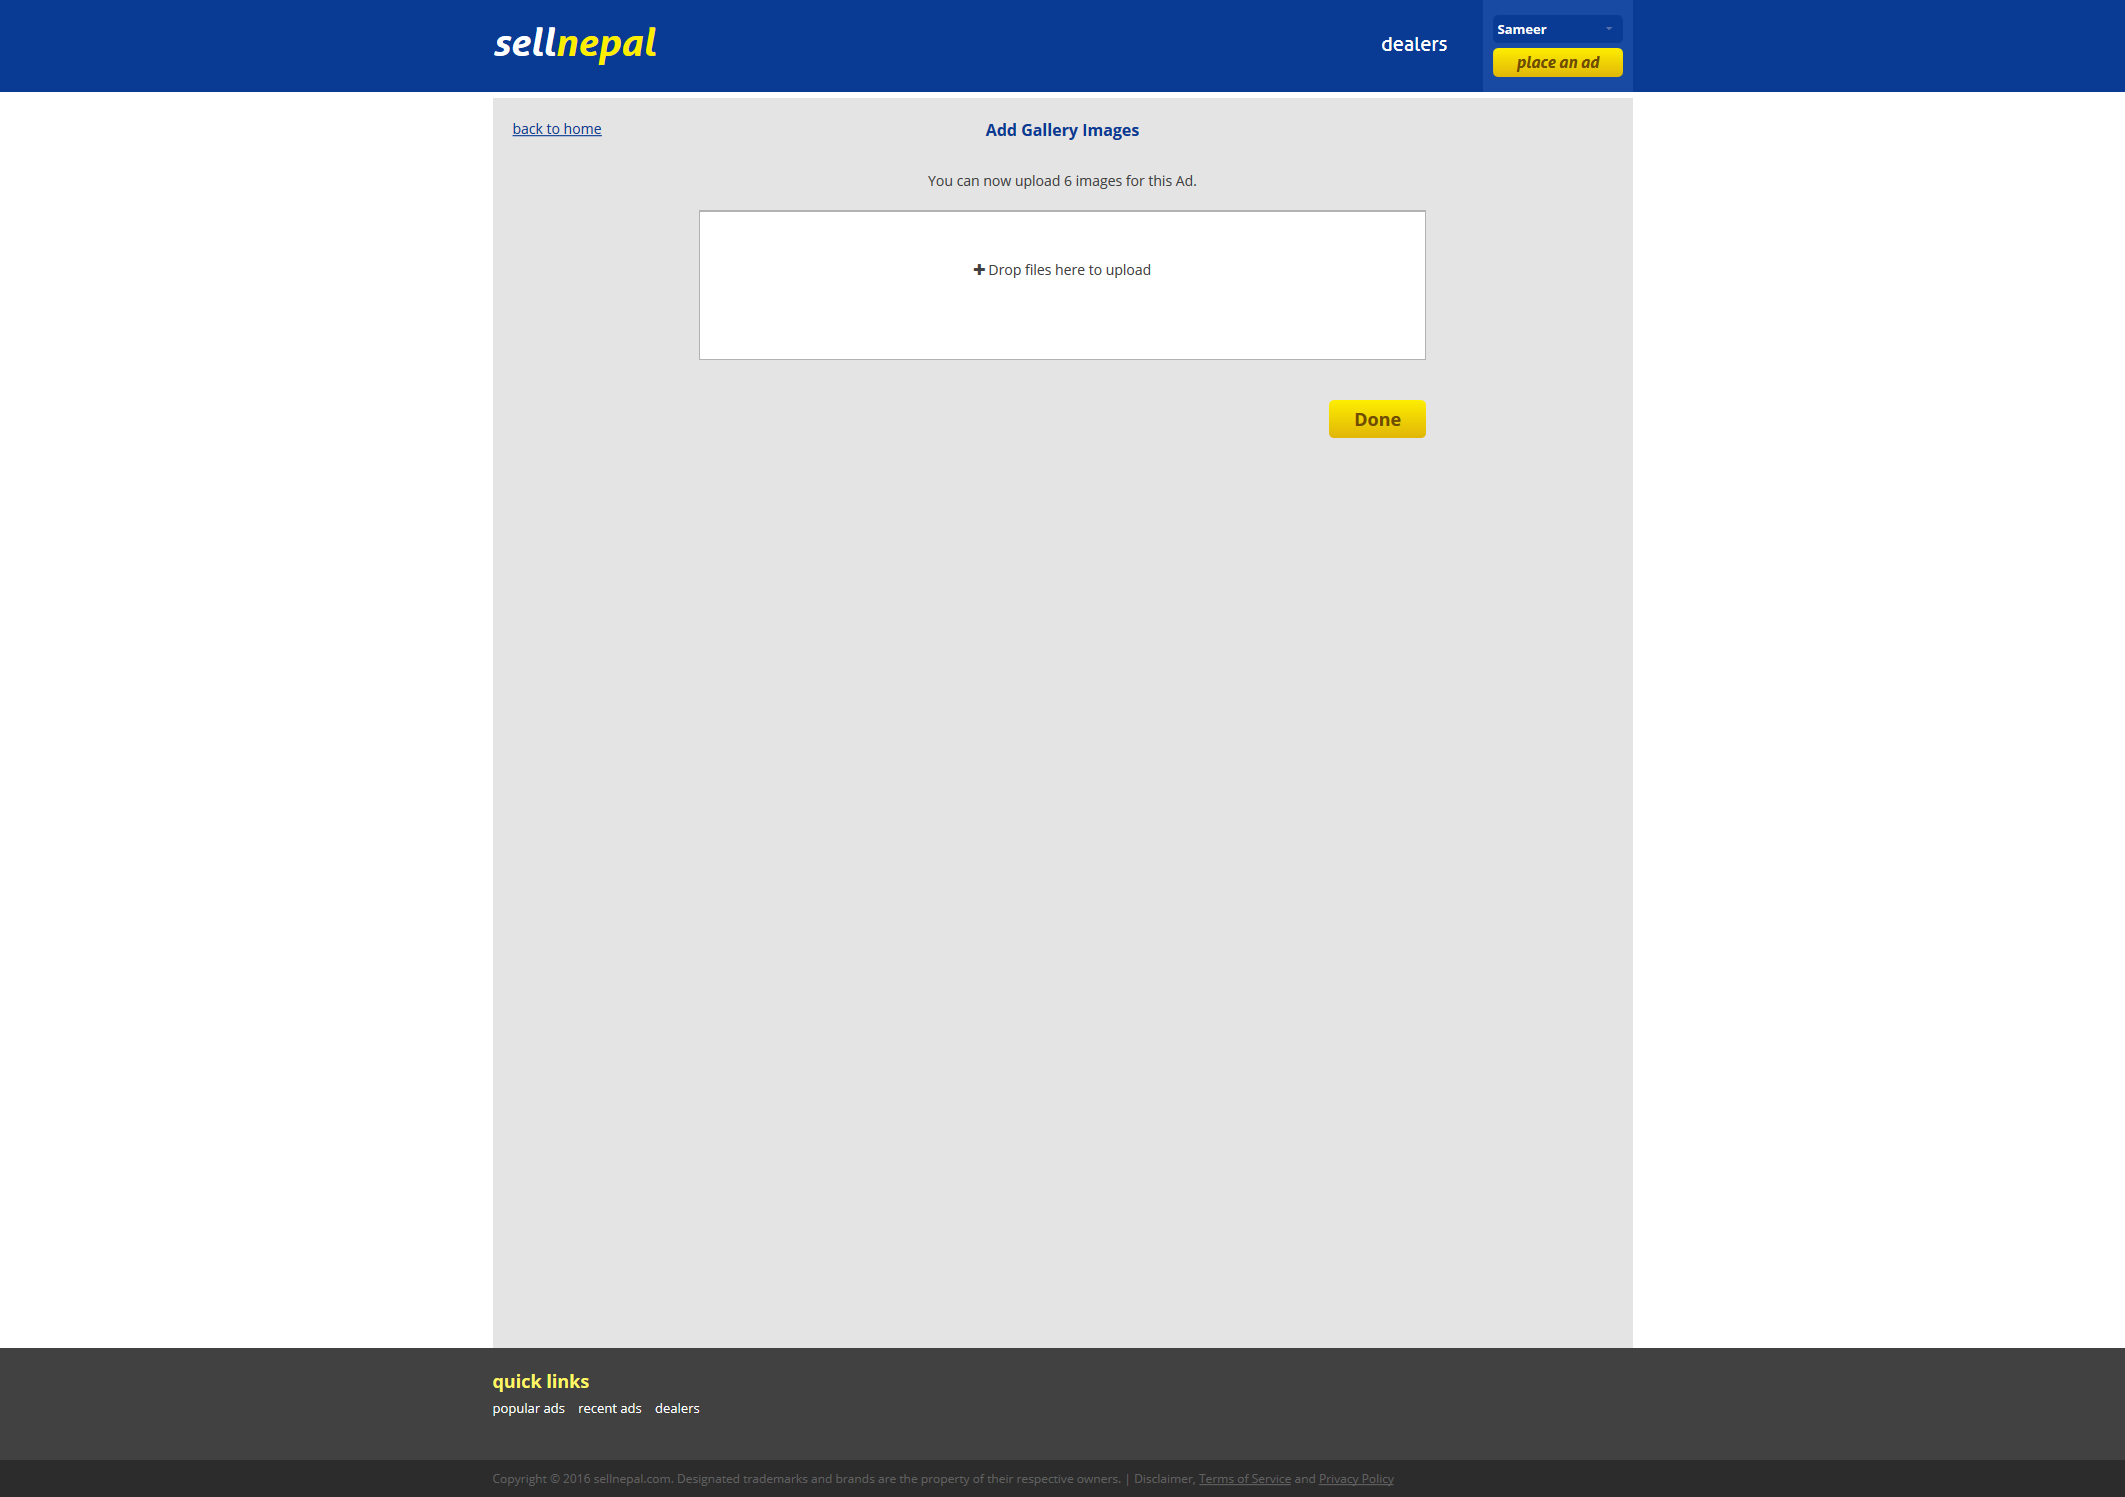 sellnepal
dealers
Sameer
place an ad
back to home
Add Gallery Images
You can now upload 6 images for this Ad.
Drop files here to upload
Done
quick links
popular ads recent ads dealers
Copyright © 2016 sellnepal.com. Designated trademarks and brands are the property of their respective owners. | Disclaimer, Terms of Service and Privacy Policy